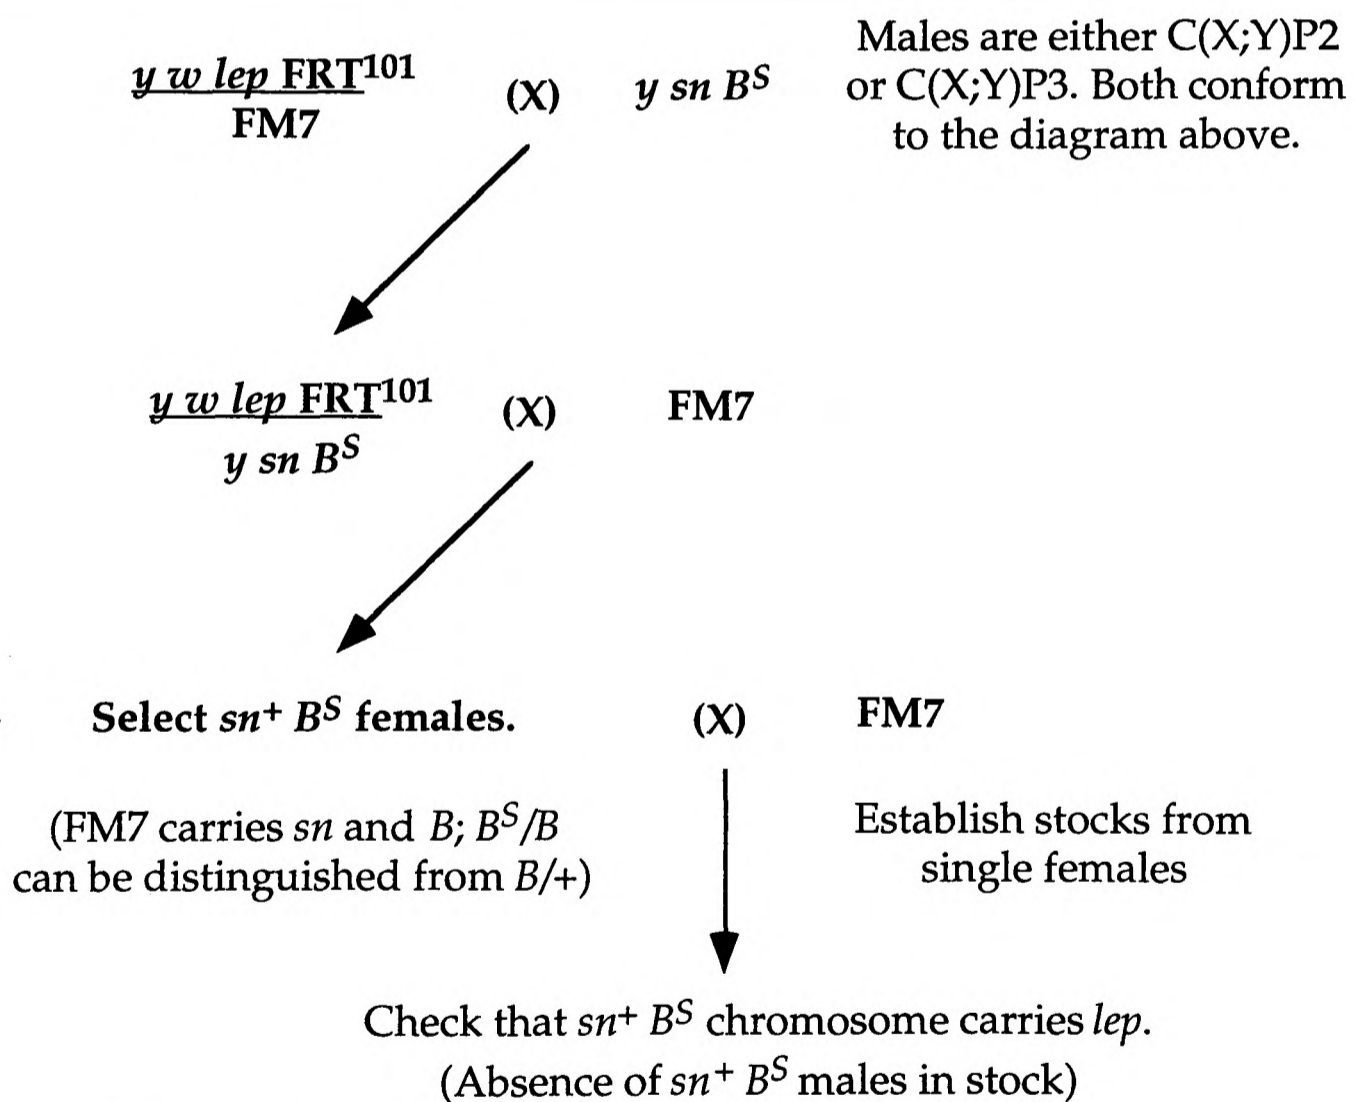 y w lep FRT101
FM7
(X)
y sn BS
Males are either C(X;Y)P2
or C(X;Y)P3. Both conform
to the diagram above.
y w lep FRT101
y sn BS
(X)
FM7
Select sn+ BS females.
(X)
FM7
(FM7 carries sn and B; BS/B
can be distinguished from B/+)
Establish stocks from
single females
Check that sn+ BS chromosome carries lep.
(Absence of sn+ BS males in stock)